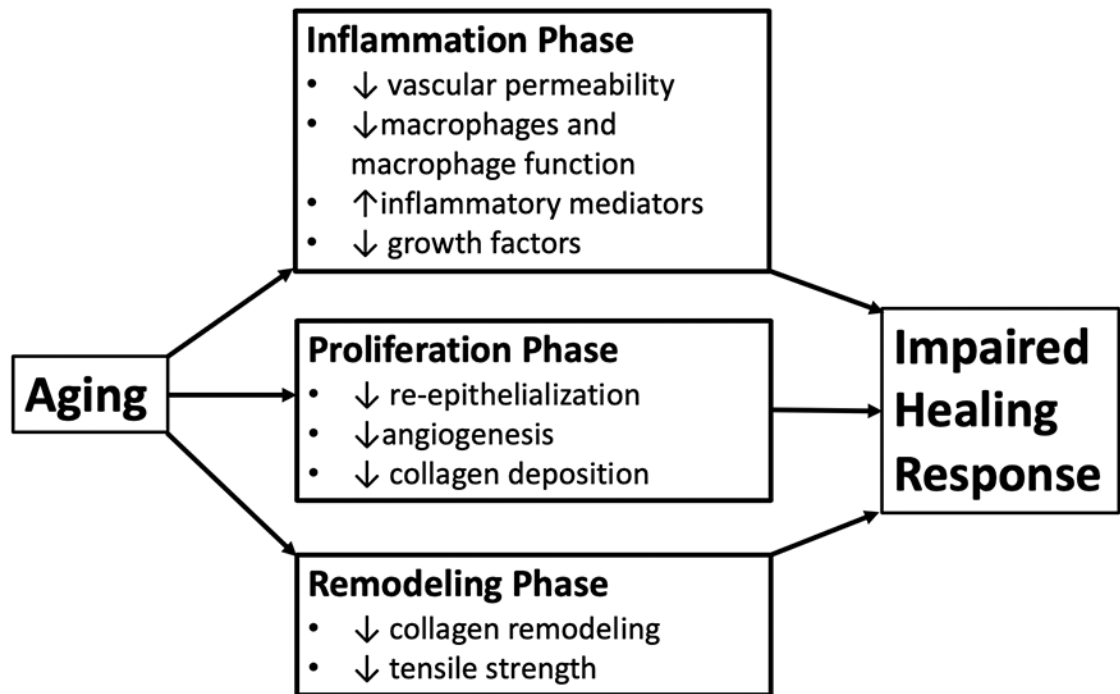 Inflammation Phase
• ↓ vascular permeability
• ↓macrophages and
macrophage function
• ↑inflammatory mediators
• ↓ growth factors
Aging
Proliferation Phase
• ↓ re-epithelialization
• ↓angiogenesis
• ↓ collagen deposition
Impaired
Healing
Response
Remodeling Phase
• ↓ collagen remodeling
• ↓ tensile strength